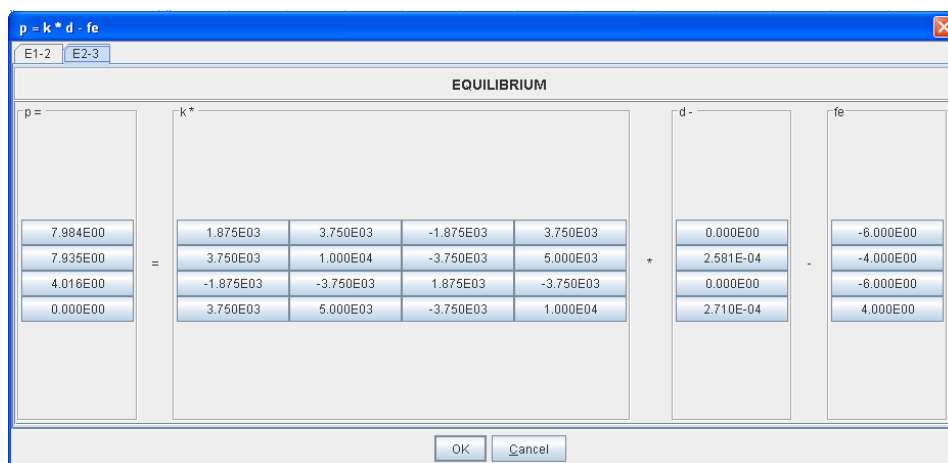 p = k * d - fe
E1-2 E2-3
EQUILIBRIUM
p = k * d - fe
7.984E00 1.875E03 3.750E03 -1.875E03 3.750E03 0.000E00 -6.000E00
7.935E00 = 3.750E03 1.000E04 -3.750E03 5.000E03 * 2.581E-04 - -4.000E00
4.016E00 -1.875E03 -3.750E03 1.875E03 -3.750E03 0.000E00 -6.000E00
0.000E00 3.750E03 5.000E03 -3.750E03 1.000E04 2.710E-04 4.000E00
OK Cancel